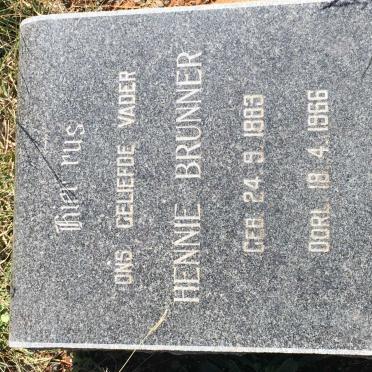 Hier rus
ONS GELIEFDE VADER
HENNIE BRUNNER
GEB. 24.9.1883
OORL. 18.4.1966